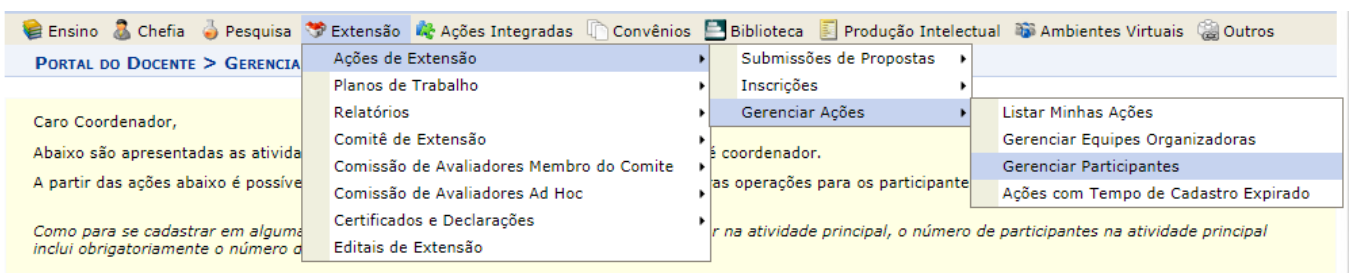 Ensino Chefia Pesquisa Extensão Ações Integradas Convênios Biblioteca Produção Intelectual Ambientes Virtuais Outros
PORTAL DO DOCENTE > GERENCIA
Ações de Extensão
Planos de Trabalho
Relatórios
Comitê de Extensão
Comissão de Avaliadores Membro do Comite
Comissão de Avaliadores Ad Hoc
Certificados e Declarações
Editais de Extensão
Submissões de Propostas
Inscrições
Gerenciar Ações
Listar Minhas Ações
Gerenciar Equipes Organizadoras
Gerenciar Participantes
Ações com Tempo de Cadastro Expirado
Caro Coordenador,
Abaixo são apresentadas as ativida é coordenador.
A partir das ações abaixo é possíve as operações para os participante
Como para se cadastrar em alguma r na atividade principal, o número de participantes na atividade principal
inclui obrigatoriamente o número d